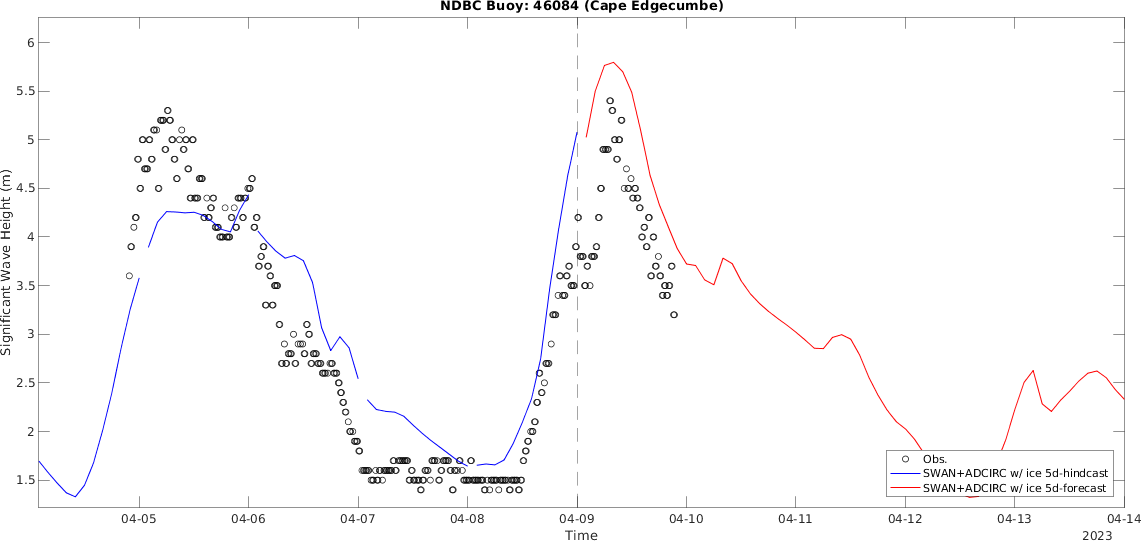 NDBC Buoy: 46084 (Cape Edgecumbe)
Significant Wave Height (m)
6
5.5
5
4.5
4
3.5
3
2.5
2
1.5
Obs.
SWAN+ADCIRC w/ ice 5d-hindcast
SWAN+ADCIRC w/ ice 5d-forecast
04-05 04-06 04-07 04-08 04-09 04-10 04-11 04-12 04-13 04-14
Time
2023